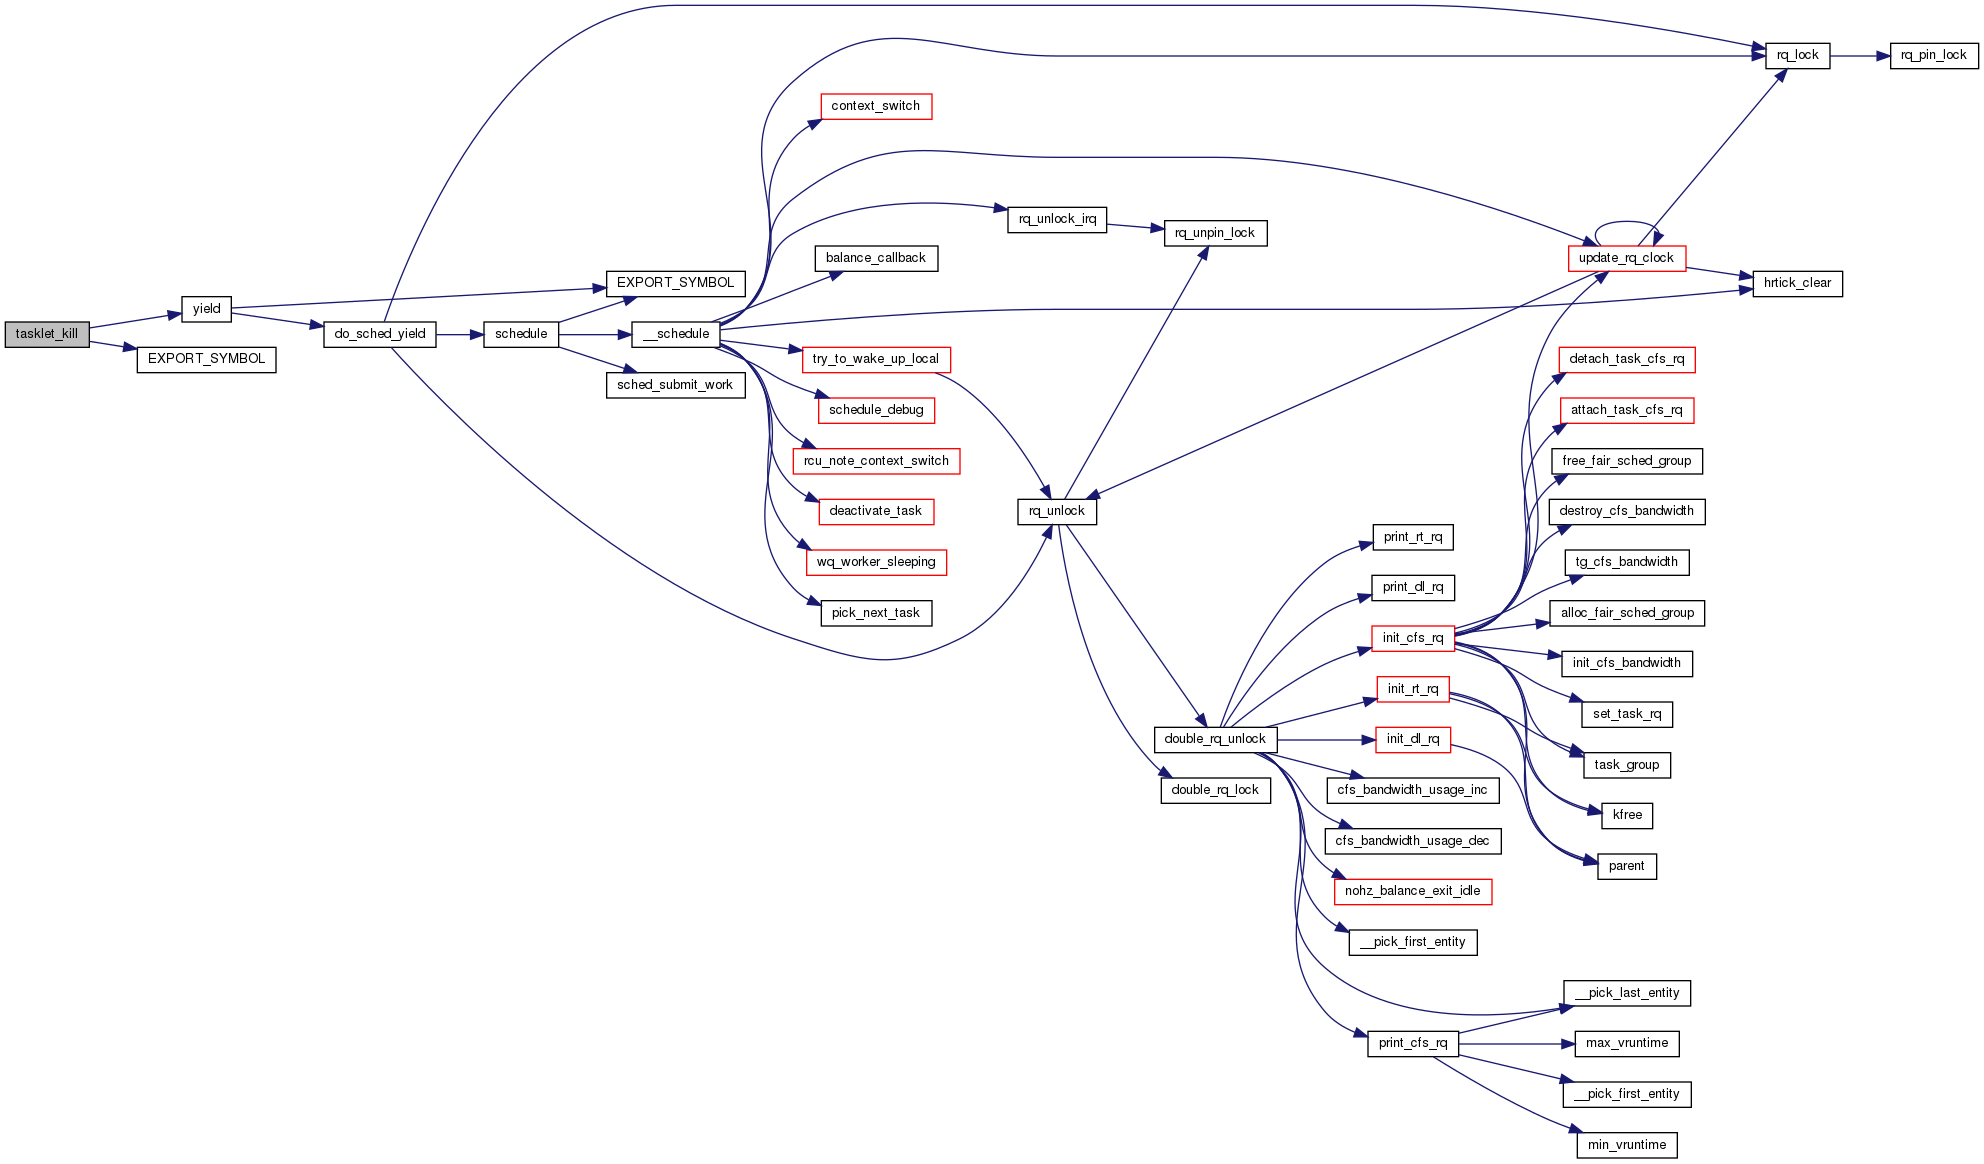 tasklet_kill
yield
EXPORT_SYMBOL
do_sched_yield
schedule
EXPORT_SYMBOL
__schedule
sched_submit_work
context_switch
balance_callback
try_to_wake_up_local
schedule_debug
rcu_note_context_switch
deactivate_task
wq_worker_sleeping
pick_next_task
rq_unlock_irq
rq_unlock
rq_unpin_lock
double_rq_unlock
double_rq_lock
print_rt_rq
print_dl_rq
init_cfs_rq
init_rt_rq
init_dl_rq
cfs_bandwidth_usage_inc
cfs_bandwidth_usage_dec
nohz_balance_exit_idle
__pick_first_entity
print_cfs_rq
update_rq_clock
detach_task_cfs_rq
attach_task_cfs_rq
free_fair_sched_group
destroy_cfs_bandwidth
tg_cfs_bandwidth
alloc_fair_sched_group
init_cfs_bandwidth
set_task_rq
task_group
kfree
parent
__pick_last_entity
max_vruntime
__pick_first_entity
min_vruntime
rq_lock
hrtick_clear
rq_pin_lock